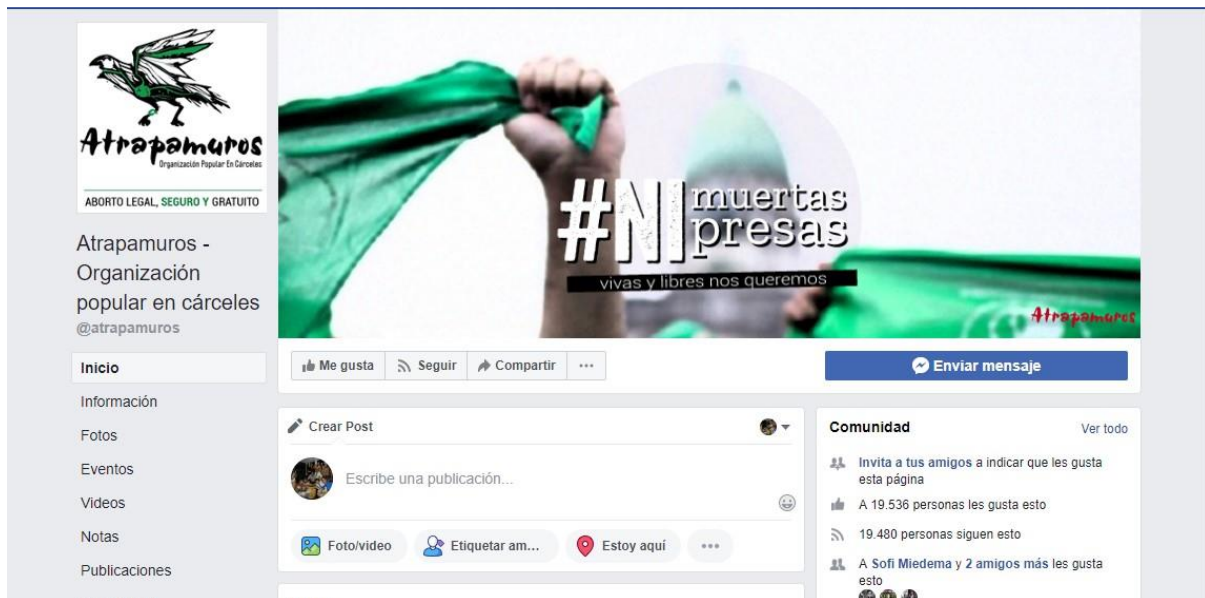 Atrapamuros
Organización Popular En Cárceles
ABORTO LEGAL, SEGURO Y GRATUITO
Atrapamuros -
Organización
popular en cárceles
@atrapamuros
Inicio
Información
Fotos
Eventos
Videos
Notas
Publicaciones
#NI muertas
presas
vivas y libres nos queremos
Atrapamuros
Me gusta
Seguir
Compartir
Enviar mensaje
Crear Post
Escribe una publicación...
Foto/video
Etiquetar am...
Estoy aquí
Comunidad
Ver todo
Invita a tus amigos a indicar que les gusta
esta página
A 19.536 personas les gusta esto
19.480 personas siguen esto
A Sofi Miedema y 2 amigos más les gusta
esto